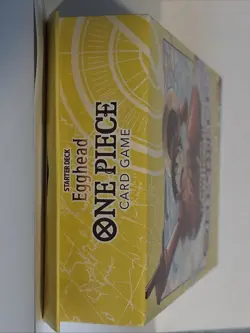 STARTER DECK
Egghead
ONE PIECE
CARD GAME